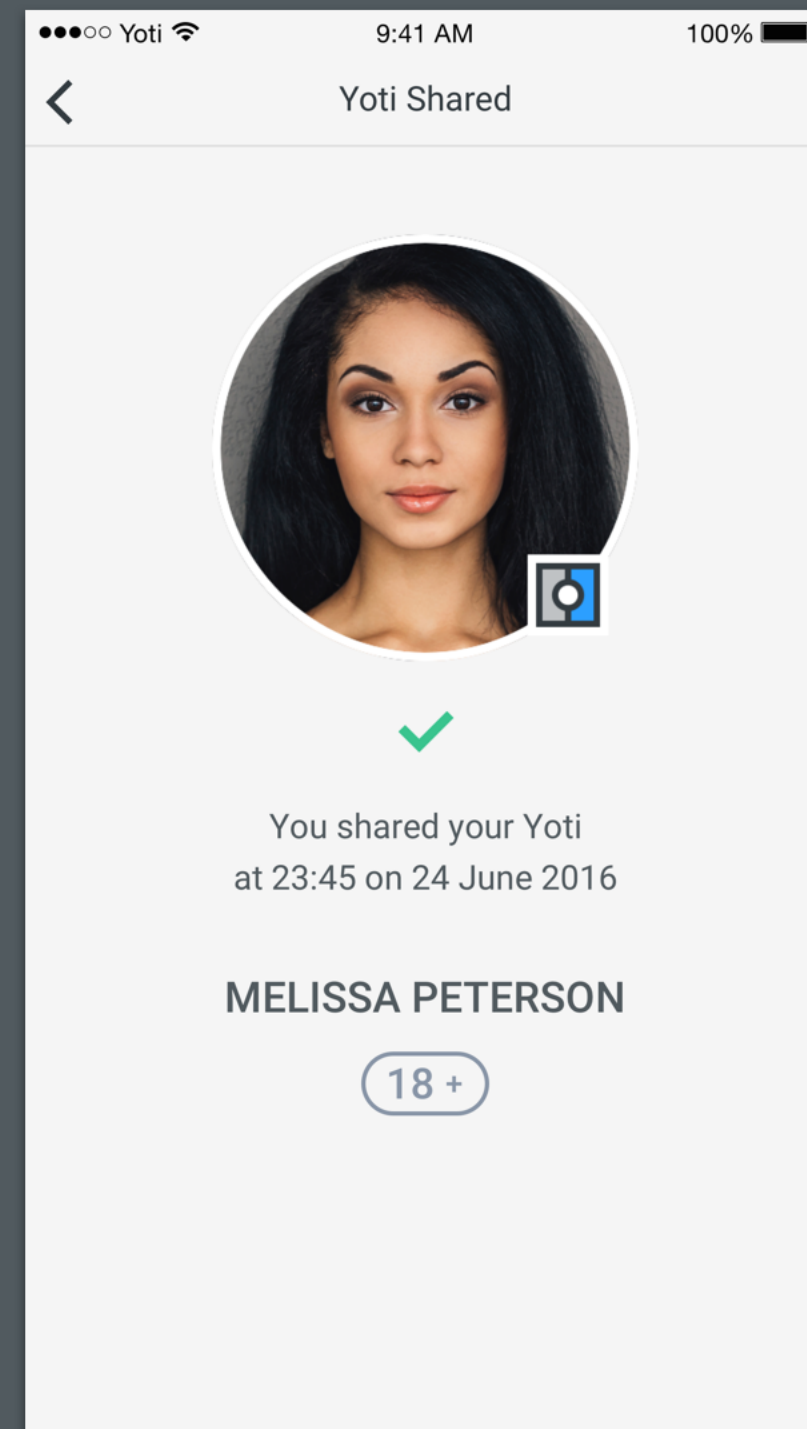 Yoti 9:41 AM 100%
Yoti Shared
You shared your Yoti
at 23:45 on 24 June 2016
MELISSA PETERSON
18 +